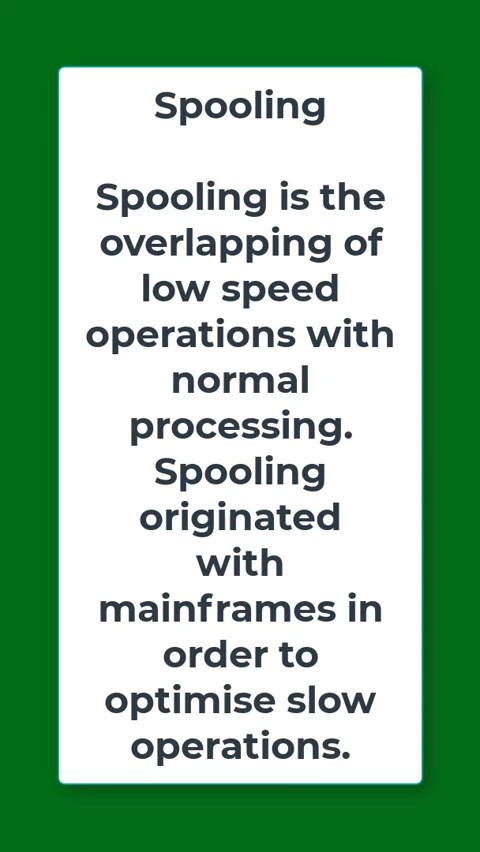 Spooling
Spooling is the
overlapping of
low speed
operations with
normal
processing.
Spooling
originated
with
mainframes in
order to
optimise slow
operations.